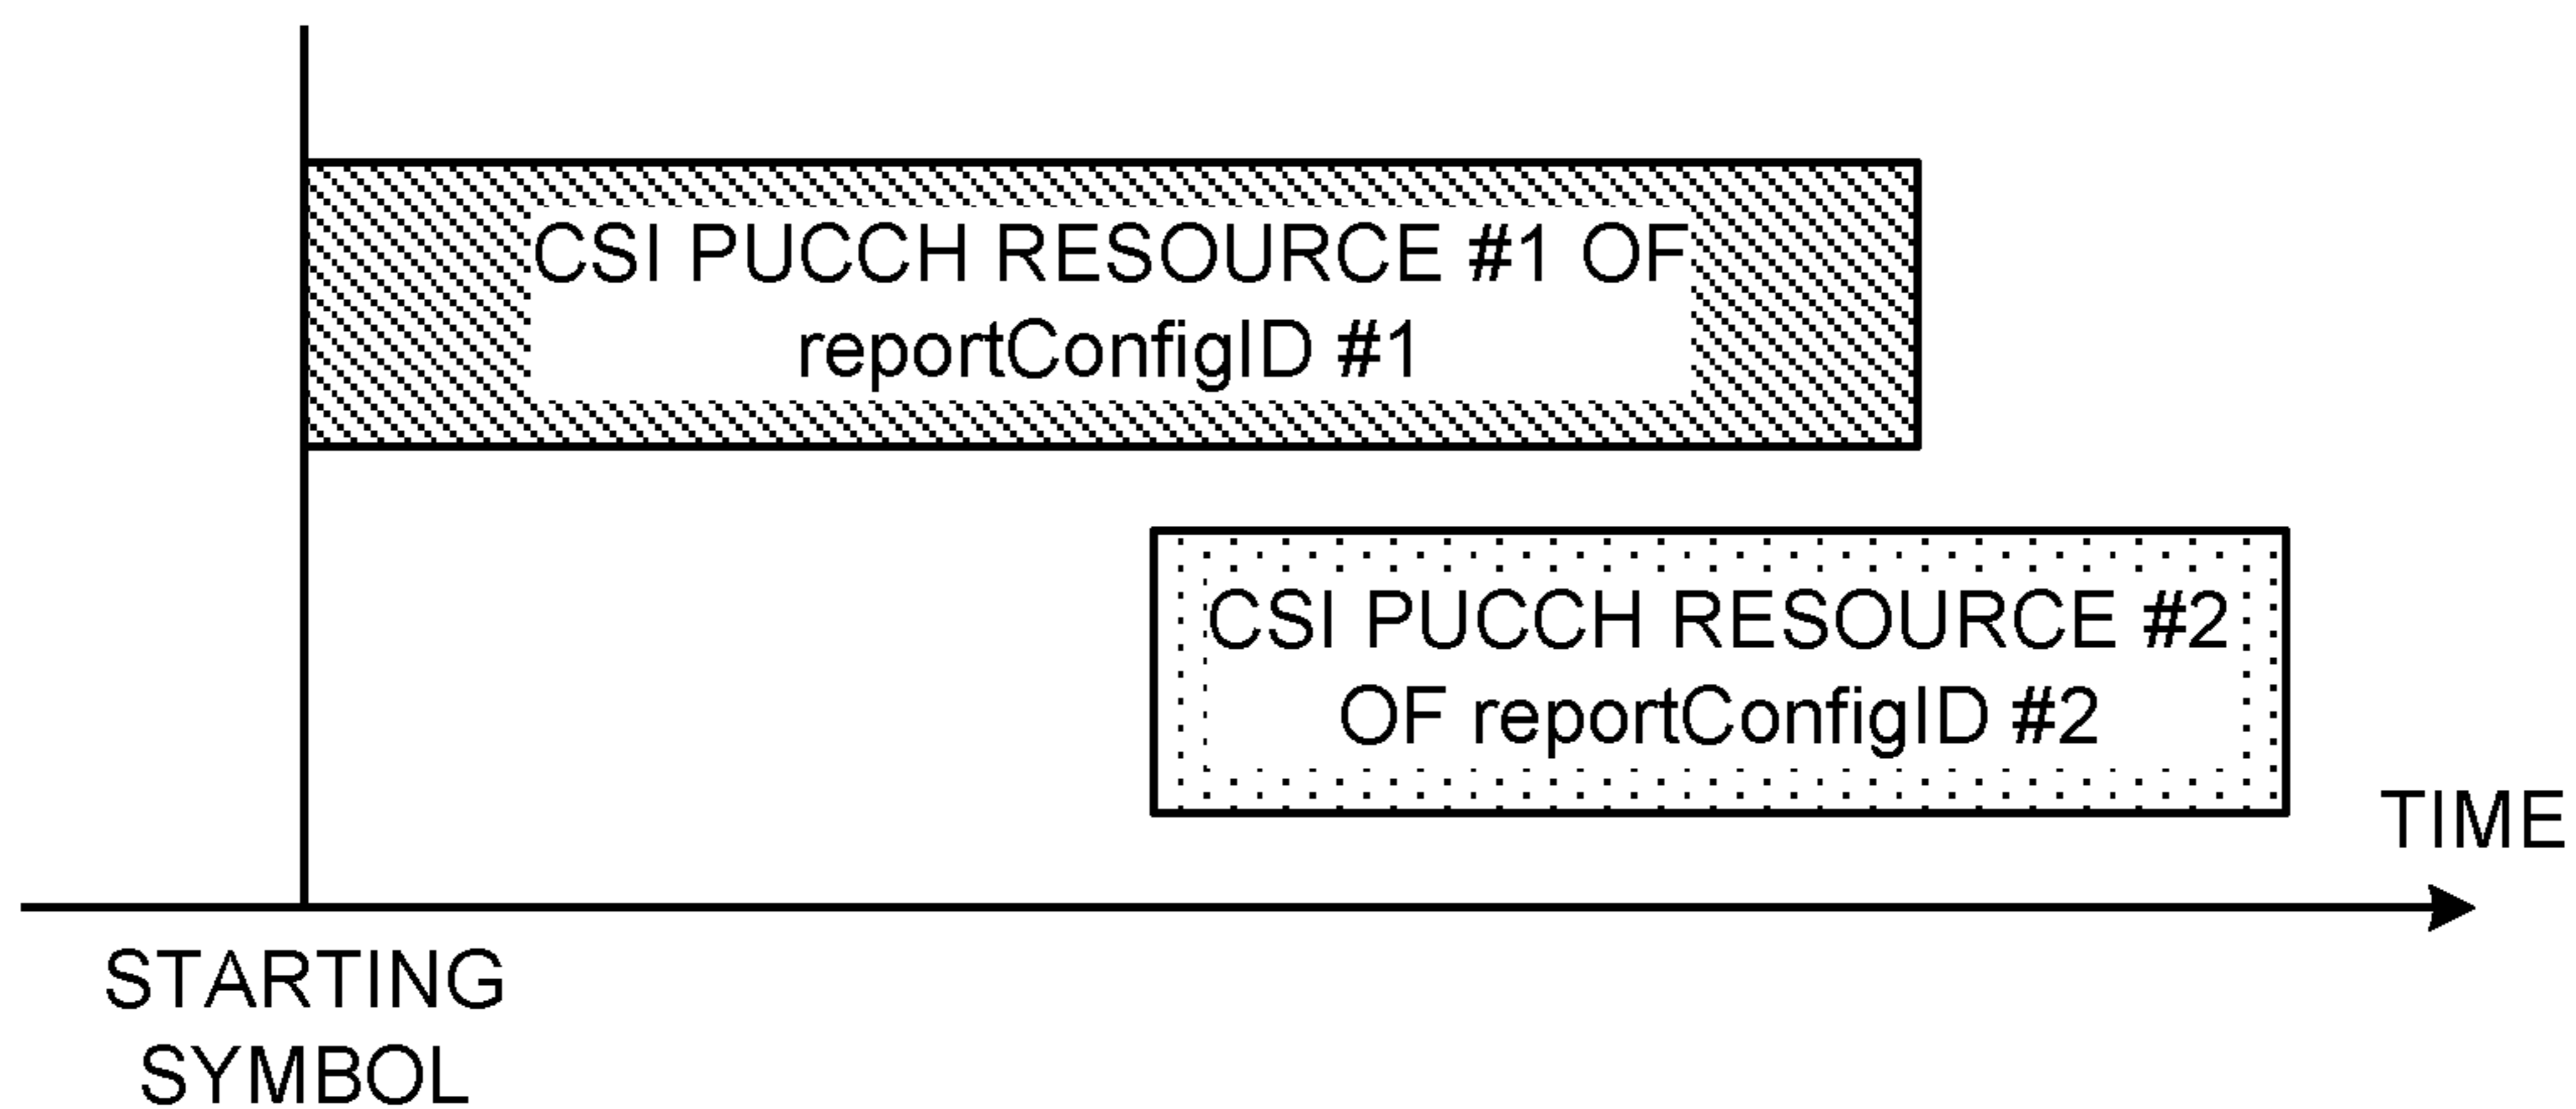 CSI PUCCH RESOURCE #1 OF
reportConfigID #1
CSI PUCCH RESOURCE #2
OF reportConfigID #2
TIME
STARTING
SYMBOL